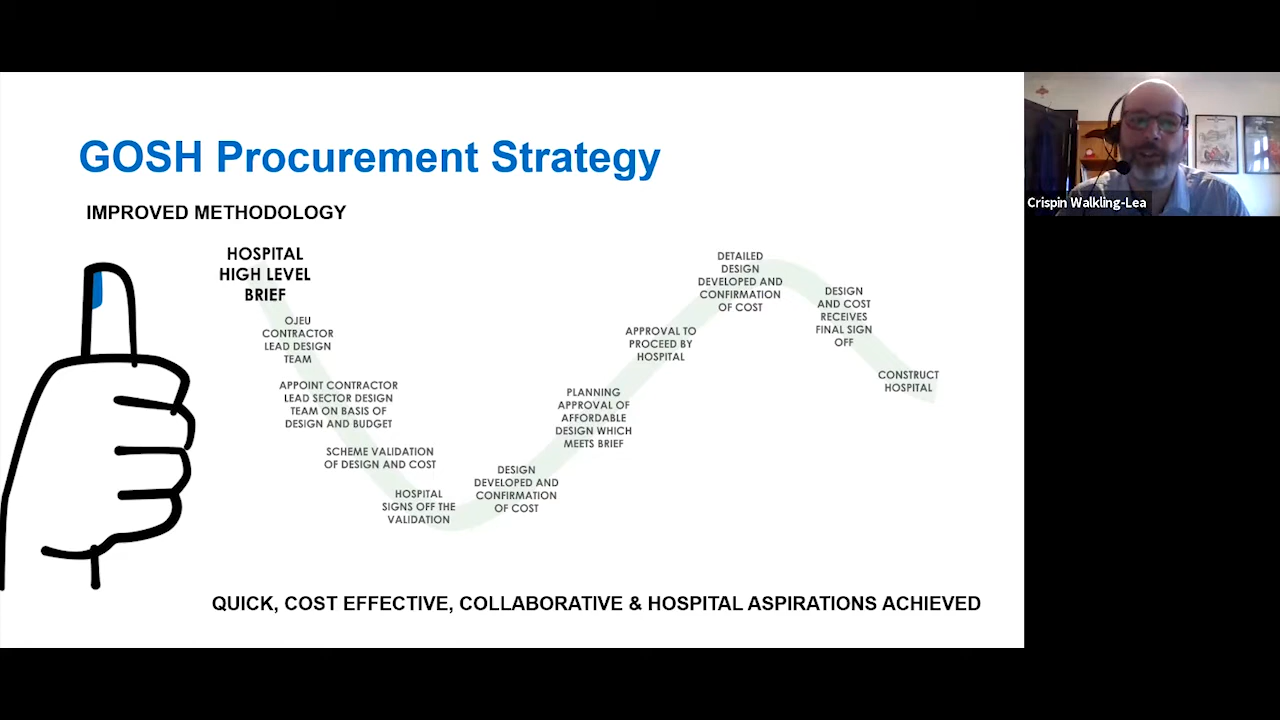 GOSH Procurement Strategy
IMPROVED METHODOLOGY
HOSPITAL
HIGH LEVEL
BRIEF
OJEU
CONTRACTOR
LEAD DESIGN
TEAM
APPOINT CONTRACTOR
LEAD SECTOR DESIGN
TEAM ON BASIS OF
DESIGN AND BUDGET
SCHEME VALIDATION
OF DESIGN AND COST
HOSPITAL
SIGNS OFF THE
VALIDATION
DESIGN
DEVELOPED AND
CONFIRMATION
OF COST
PLANNING
APPROVAL OF
AFFORDABLE
DESIGN WHICH
MEETS BRIEF
APPROVAL TO
PROCEED BY
HOSPITAL
DETAILED
DESIGN
DEVELOPED AND
CONFIRMATION
OF COST
DESIGN
AND COST
RECEIVES
FINAL SIGN
OFF
CONSTRUCT
HOSPITAL
QUICK, COST EFFECTIVE, COLLABORATIVE & HOSPITAL ASPIRATIONS ACHIEVED
Crispin Walkling-Lea